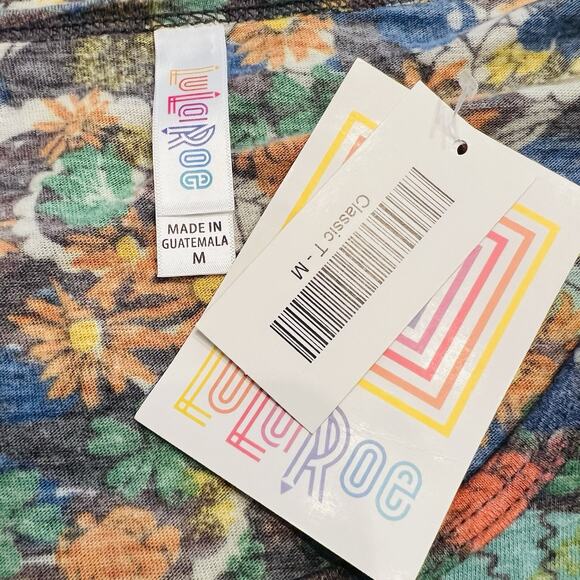 LuLaRoe
MADE IN
GUATEMALA
M
Classic T - M
LuLaRoe